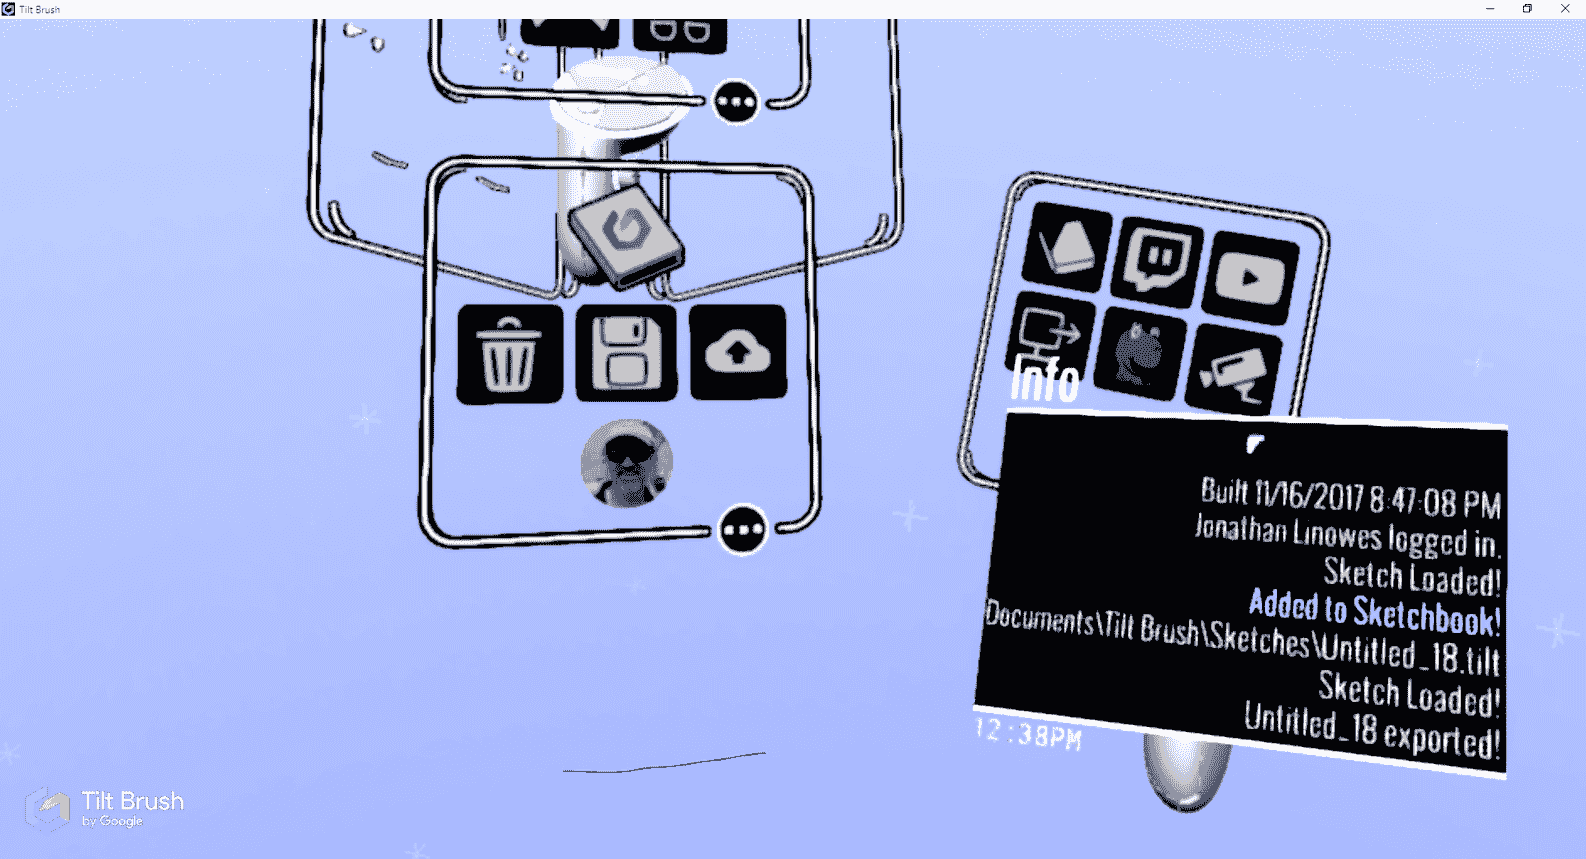 Tilt Brush
Info
Built 11/16/2017 8:47:08 PM
Jonathan Linowes logged in.
Sketch Loaded!
Added to Sketchbook!
Documents\Tilt Brush\Sketches\Untitled_18.tilt
Sketch Loaded!
Untitled_18 exported!
12:38PM
Tilt Brush
by Google